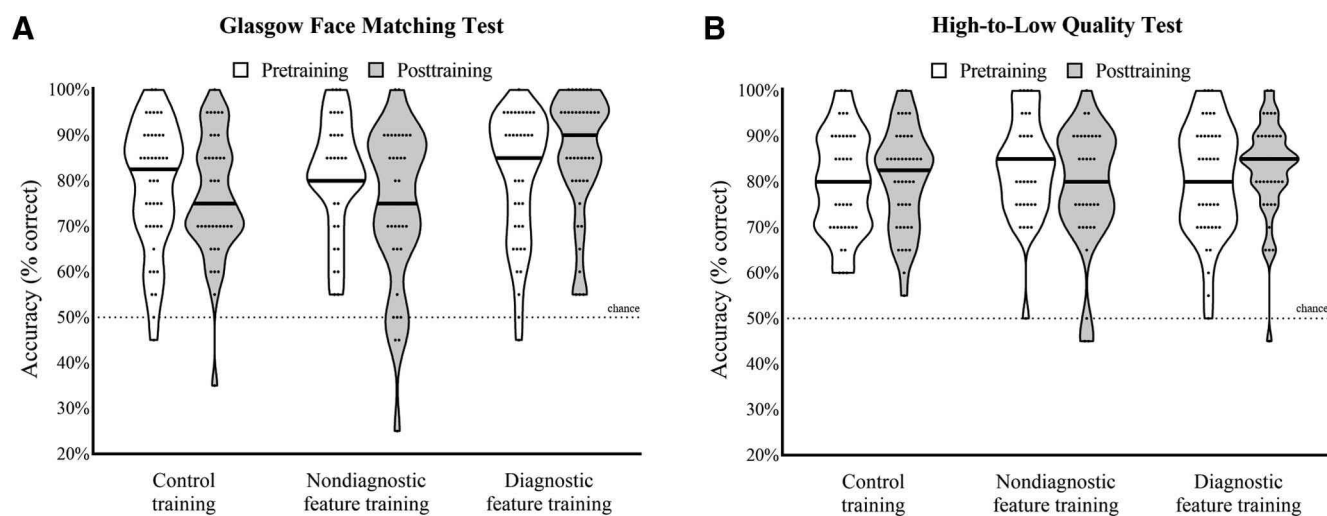 A
Glasgow Face Matching Test
Pretraining Posttraining
100%
90%
80%
70%
60%
50%
40%
30%
20%
Accuracy (% correct)
chance
Control
training
Nondiagnostic
feature training
Diagnostic
feature training
B
High-to-Low Quality Test
Pretraining Posttraining
100%
90%
80%
70%
60%
50%
40%
30%
20%
Accuracy (% correct)
chance
Control
training
Nondiagnostic
feature training
Diagnostic
feature training